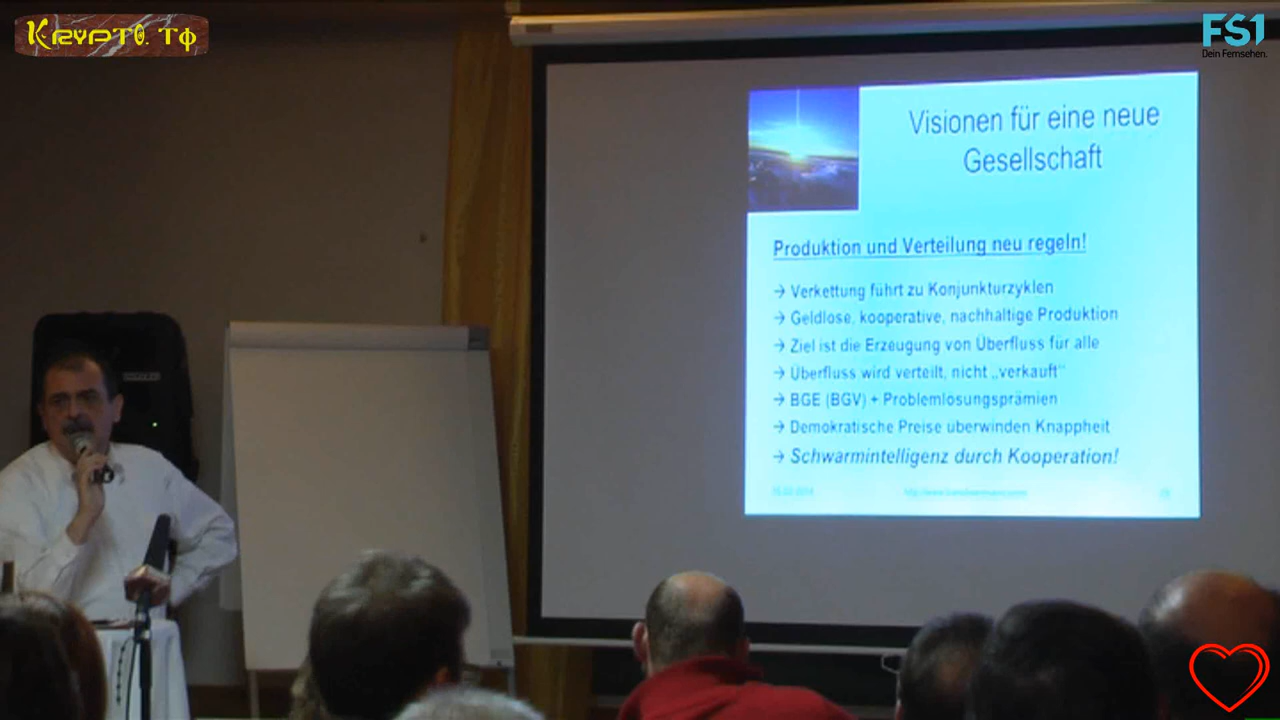 Krypto. TΦ
FS1
Dein Fernsehen.
Visionen für eine neue
Gesellschaft
Produktion und Verteilung neu regeln!
→ Verkettung führt zu Konjunkturzyklen
→ Geldlose, kooperative, nachhaltige Produktion
→ Ziel ist die Erzeugung von Überfluss für alle
→ Überfluss wird verteilt, nicht „verkauft“
→ BGE (BGV) + Problemlösungsprämien
→ Demokratische Preise überwinden Knappheit
→ Schwarmintelligenz durch Kooperation!